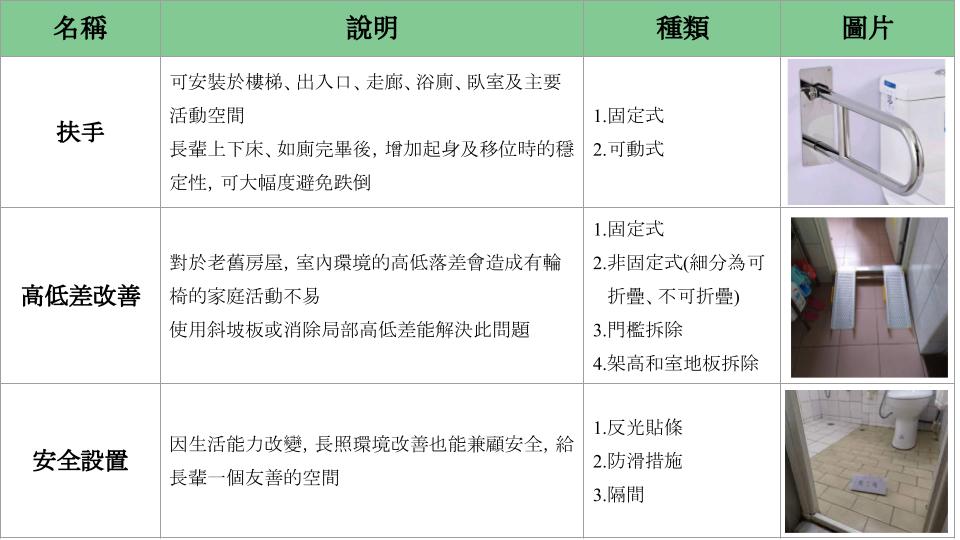 名稱
說明
種類
圖片
扶手
可安裝於樓梯、出入口、走廊、浴廁、臥室及主要
活動空間
長輩上下床、如廁完畢後, 增加起身及移位時的穩
定性, 可大幅度避免跌倒
1.固定式
2.可動式
高低差改善
對於老舊房屋, 室內環境的高低落差會造成有輪
椅的家庭活動不易
使用斜坡板或消除局部高低差能解決此問題
1.固定式
2.非固定式(細分為可
折疊、不可折疊)
3.門檻拆除
4.架高和室地板拆除
安全設置
因生活能力改變, 長照環境改善也能兼顧安全, 給
長輩一個友善的空間
1.反光貼條
2.防滑措施
3.隔間